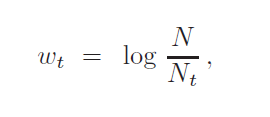 w_t = log N/N_t ,